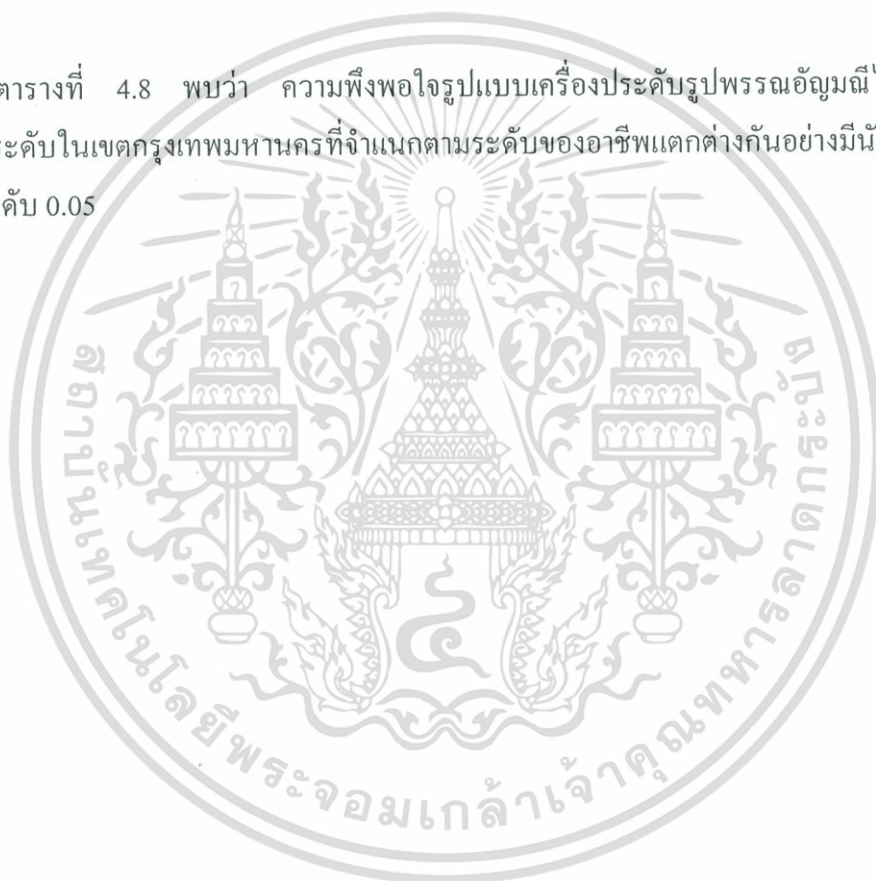 ตารางที่ 4.8 พบว่า ความพึงพอใจรูปแบบเครื่องประดับรูปพรรณอัญมณี
ระดับในเขตกรุงเทพมหานครที่จำแนกตามระดับของอาชีพแตกต่างกันอย่างมีนั
ดับ 0.05
สถาบันเทคโนโลยีพระจอมเกล้าเจ้าคุณทหารลาดกระบัง